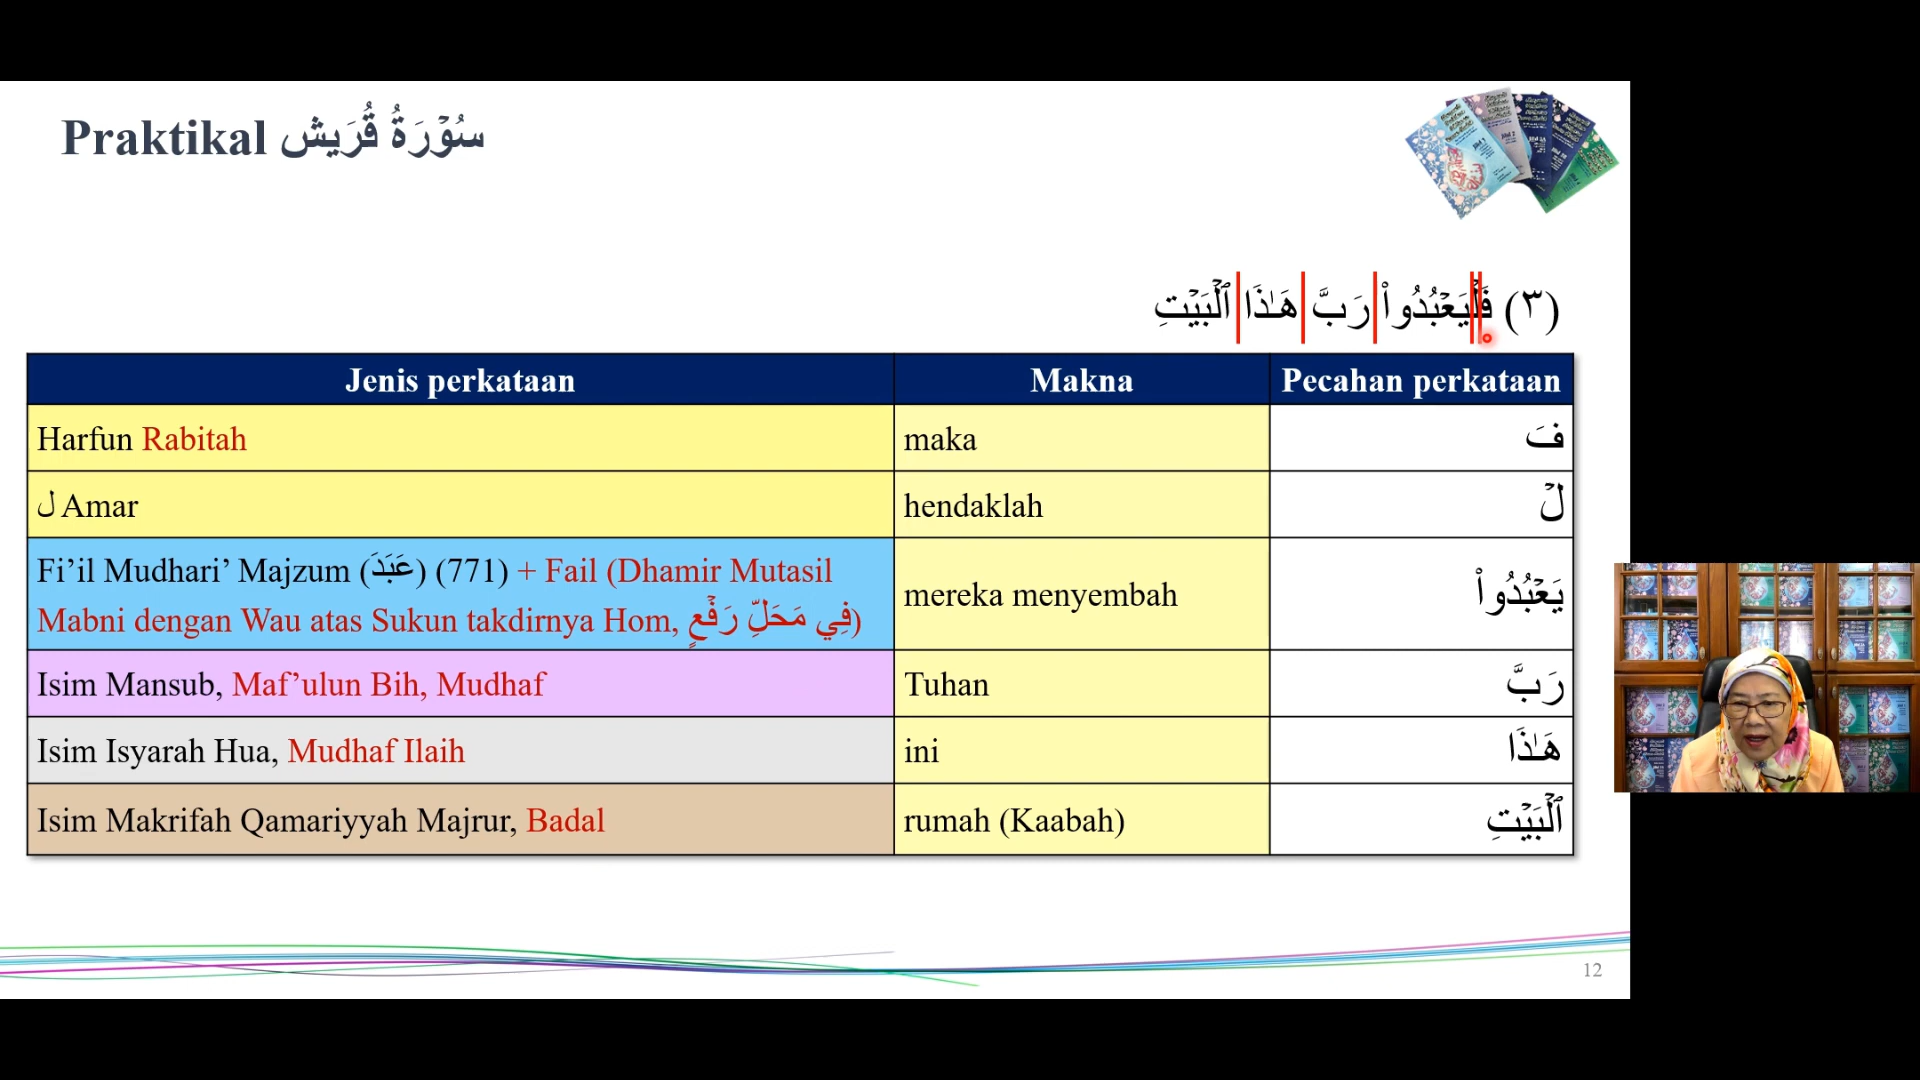 Praktikal سُوۡرَةُ قُرَيش
(٣) فَلۡيَعۡبُدُواْ رَبَّ هَٰذَا ٱلۡبَيۡتِ
Jenis perkataan Makna Pecahan perkataan
Harfun Rabitah maka فَ
ل Amar hendaklah لۡ
Fi’il Mudhari’ Majzum (عَبَدَ) (771) + Fail (Dhamir Mutasil
Mabni dengan Wau atas Sukun takdirnya Hom, فِي مَحَلِّ رَفۡعٍ) mereka menyembah يَعۡبُدُواْ
Isim Mansub, Maf’ulun Bih, Mudhaf Tuhan رَبَّ
Isim Isyarah Hua, Mudhaf Ilaih ini هَٰذَا
Isim Makrifah Qamariyyah Majrur, Badal rumah (Kaabah) ٱلۡبَيۡتِ
12